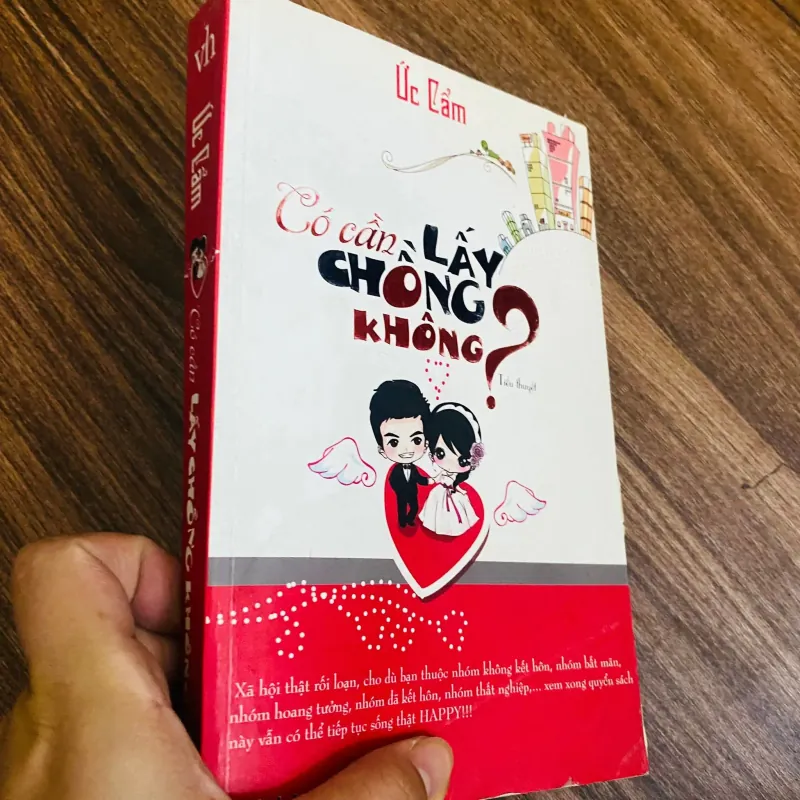 vh
Ức Cẩm
Có cần LẤY CHỒNG KHÔN
Ức Cẩm
Có cần LẤY
CHỒNG
KHÔNG?
Tiểu thuyết
Xã hội thật rối loạn, cho dù bạn thuộc nhóm không kết hôn, nhóm bất mãn,
nhóm hoang tưởng, nhóm đã kết hôn, nhóm thất nghiệp,... xem xong quyển sách
này vẫn có thể tiếp tục sống thật HAPPY!!!